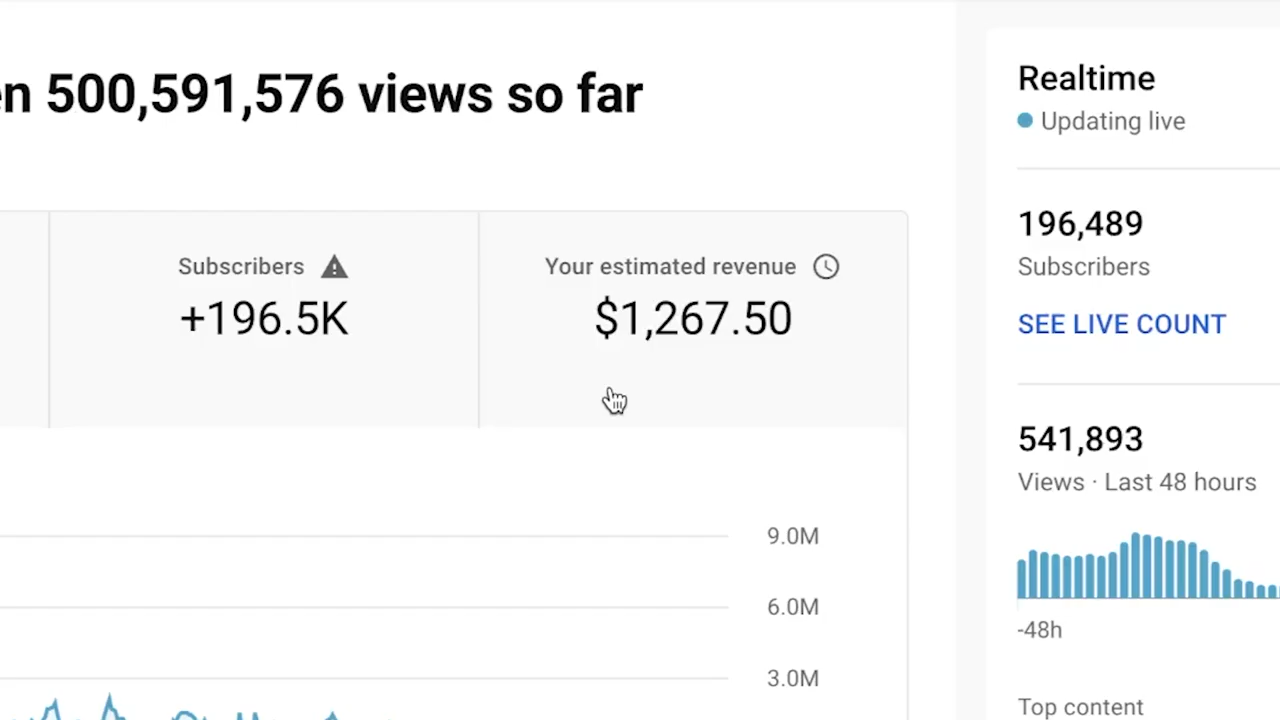 en 500,591,576 views so far
Subscribers
+196.5K
Your estimated revenue
$1,267.50
9.0M
6.0M
3.0M
Realtime
Updating live
196,489
Subscribers
SEE LIVE COUNT
541,893
Views · Last 48 hours
-48h
Top content